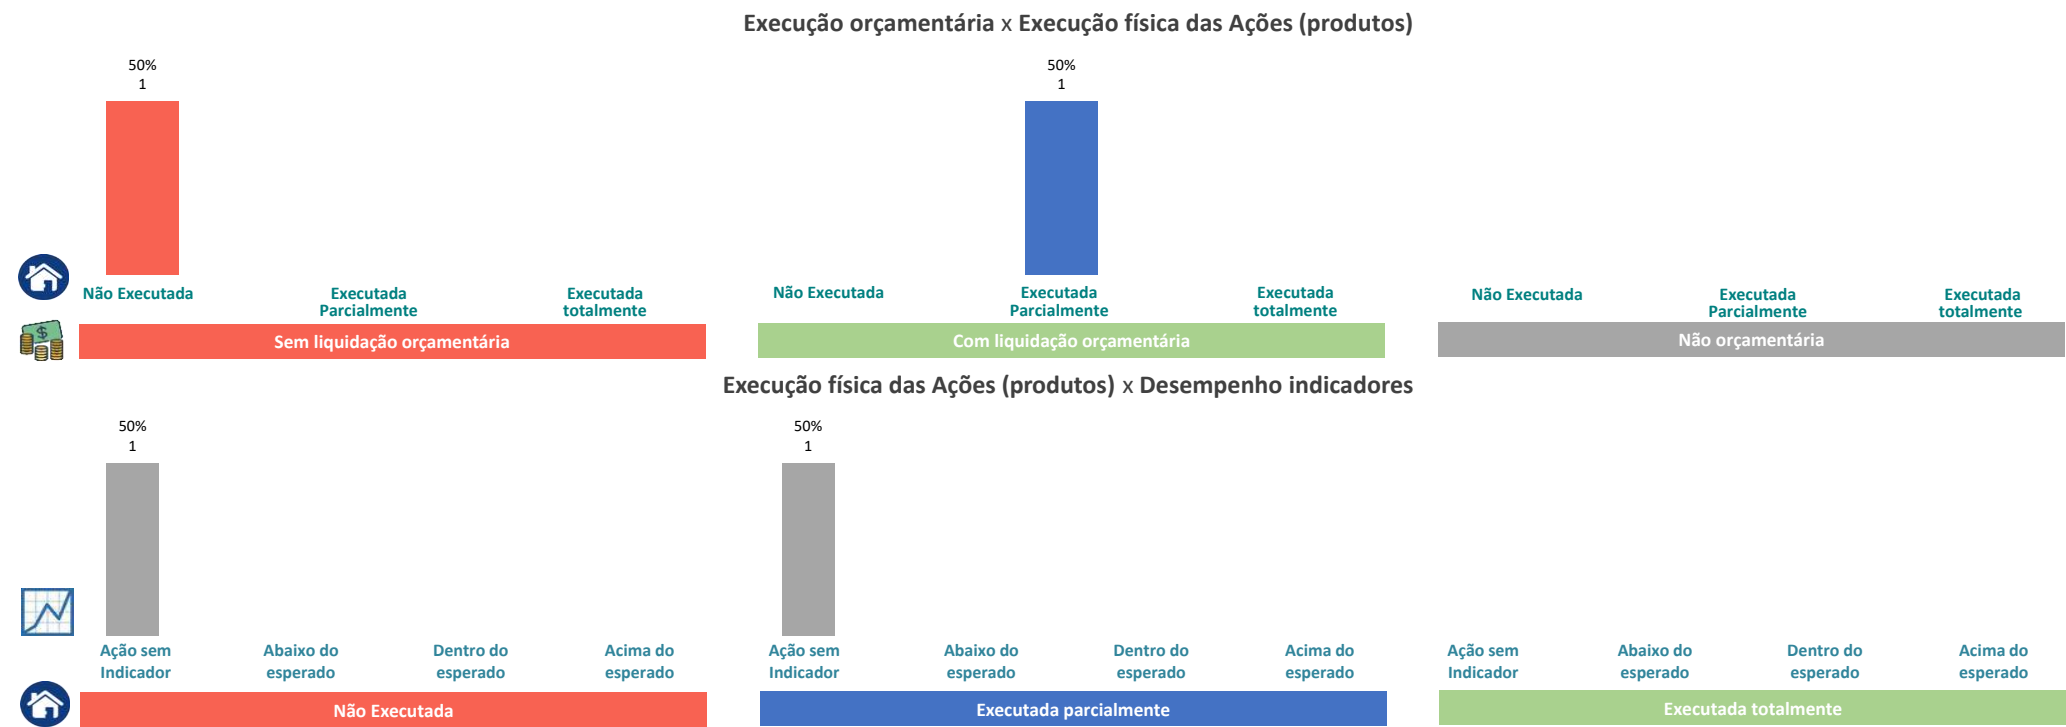 Execução orçamentária x Execução física das Ações (produtos)
50%
1
50%
1
Não Executada
Executada
Parcialmente
Executada
totalmente
Não Executada
Executada
Parcialmente
Executada
totalmente
Não Executada
Executada
Parcialmente
Executada
totalmente
$
Sem liquidação orçamentária
Com liquidação orçamentária
Não orçamentária
Execução física das Ações (produtos) x Desempenho indicadores
50%
1
50%
1
Ação sem
Indicador
Abaixo do
esperado
Dentro do
esperado
Acima do
esperado
Ação sem
Indicador
Abaixo do
esperado
Dentro do
esperado
Acima do
esperado
Ação sem
Indicador
Abaixo do
esperado
Dentro do
esperado
Acima do
esperado
Não Executada
Executada parcialmente
Executada totalmente